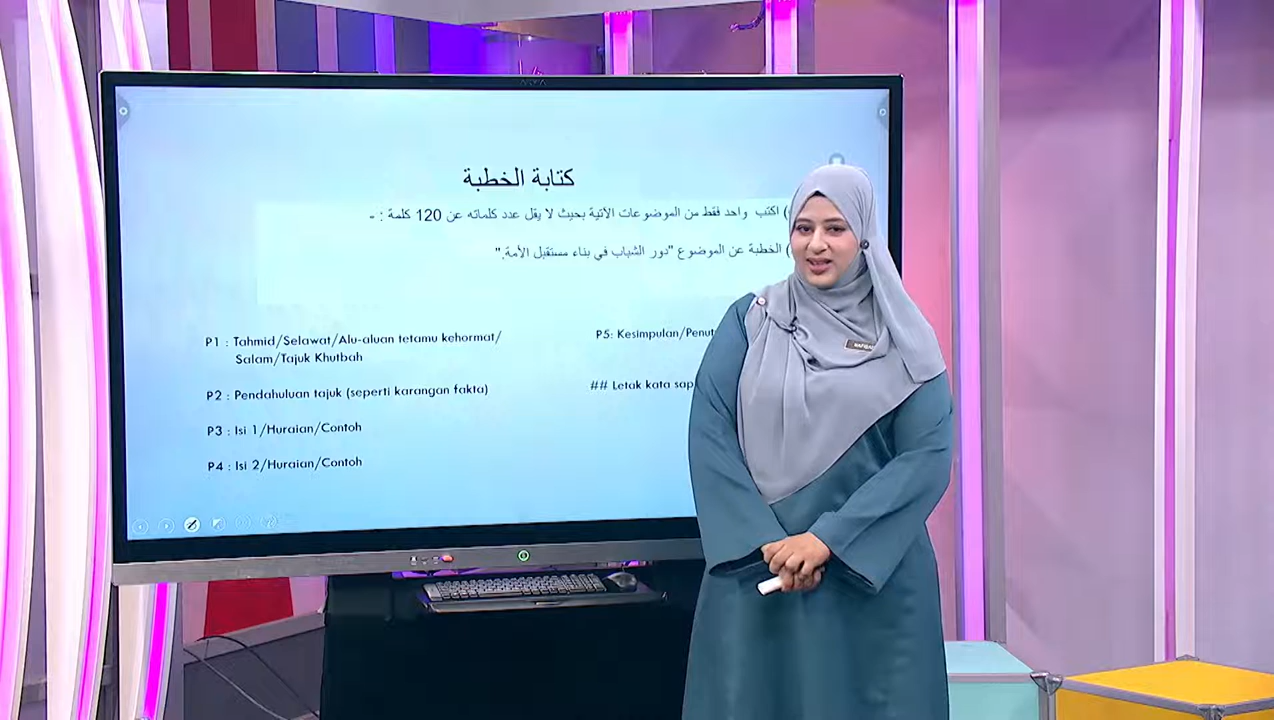 كتابة الخطبة
) اكتب واحد فقط من الموضوعات الآتية بحيث لا يقل عدد كلماته عن 120 كلمة : -
) الخطبة عن الموضوع "دور الشباب في بناء مستقبل الأمة."
P1 : Tahmid/Selawat/Alu-aluan tetamu kehormat/
Salam/Tajuk Khutbah
P2 : Pendahuluan tajuk (seperti karangan fakta)
P3 : Isi 1/Huraian/Contoh
P4 : Isi 2/Huraian/Contoh
P5: Kesimpulan/
## Letak kata